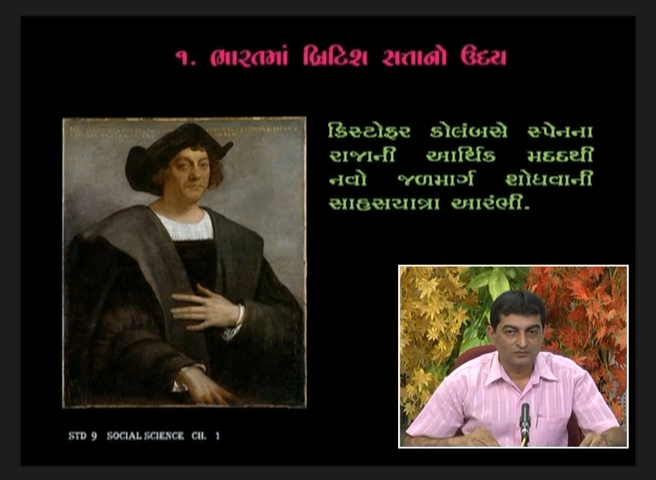 ૧. ભારતમાં બ્રિટિશ સત્તાનો ઉદય
ક્રિસ્ટોફર કોલંબસે સ્પેનના
રાજાની આર્થિક મદદથી
નવો જળમાર્ગ શોધવાની
સાહસયાત્રા આરંભી.
STD 9 SOCIAL SCIENCE CH. 1